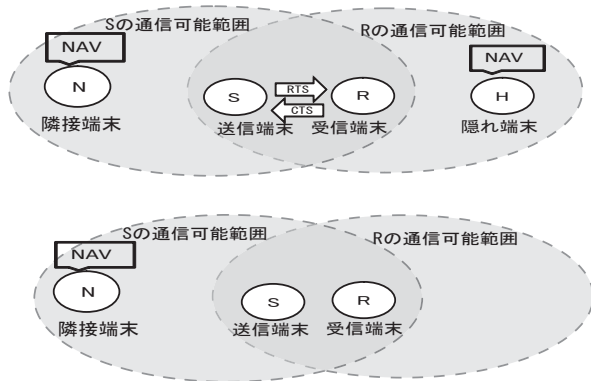 Sの通信可能範囲
Rの通信可能範囲
NAV
NAV
N
S
RTS
CTS
R
H
隣接端末
送信端末
受信端末
隠れ端末
Sの通信可能範囲
Rの通信可能範囲
NAV
N
S
R
隣接端末
送信端末
受信端末